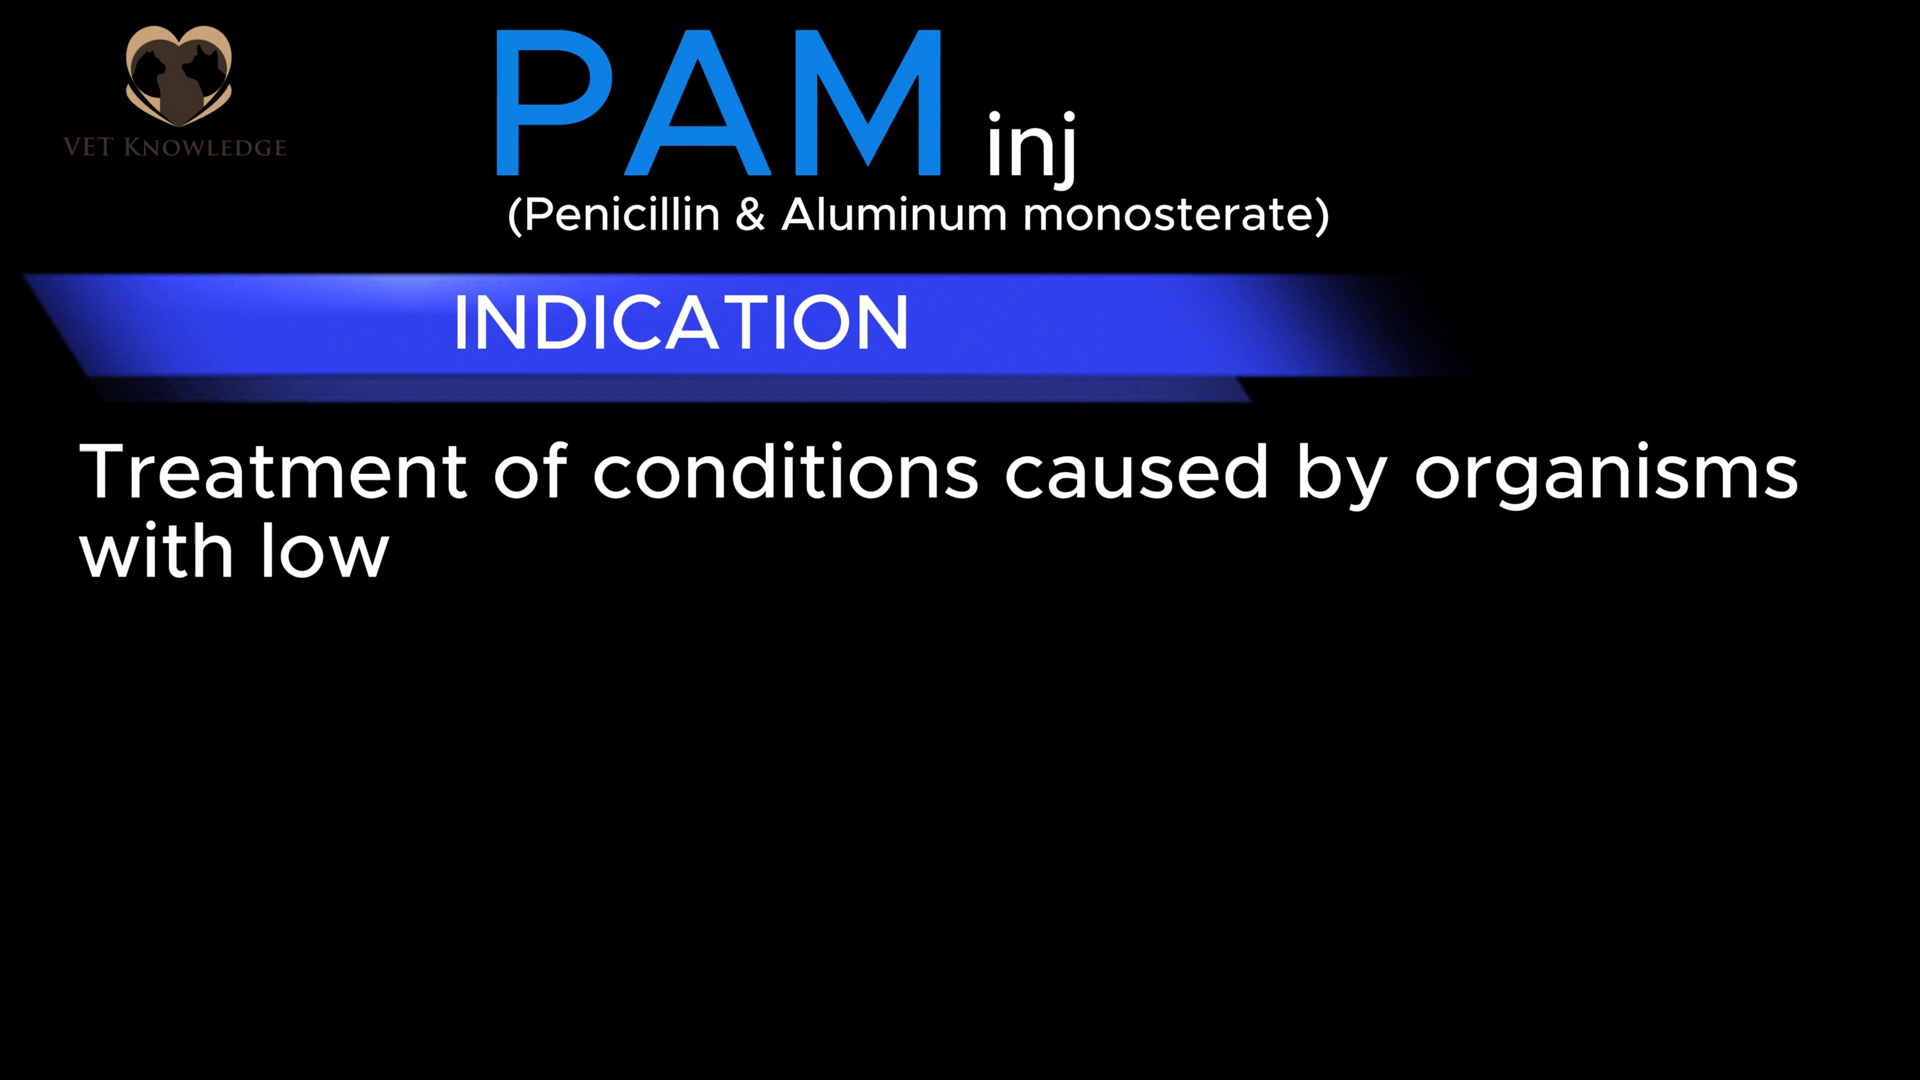 VET KNOWLEDGE
PAM inj
(Penicillin & Aluminum monosterate)
INDICATION
Treatment of conditions caused by organisms
with low